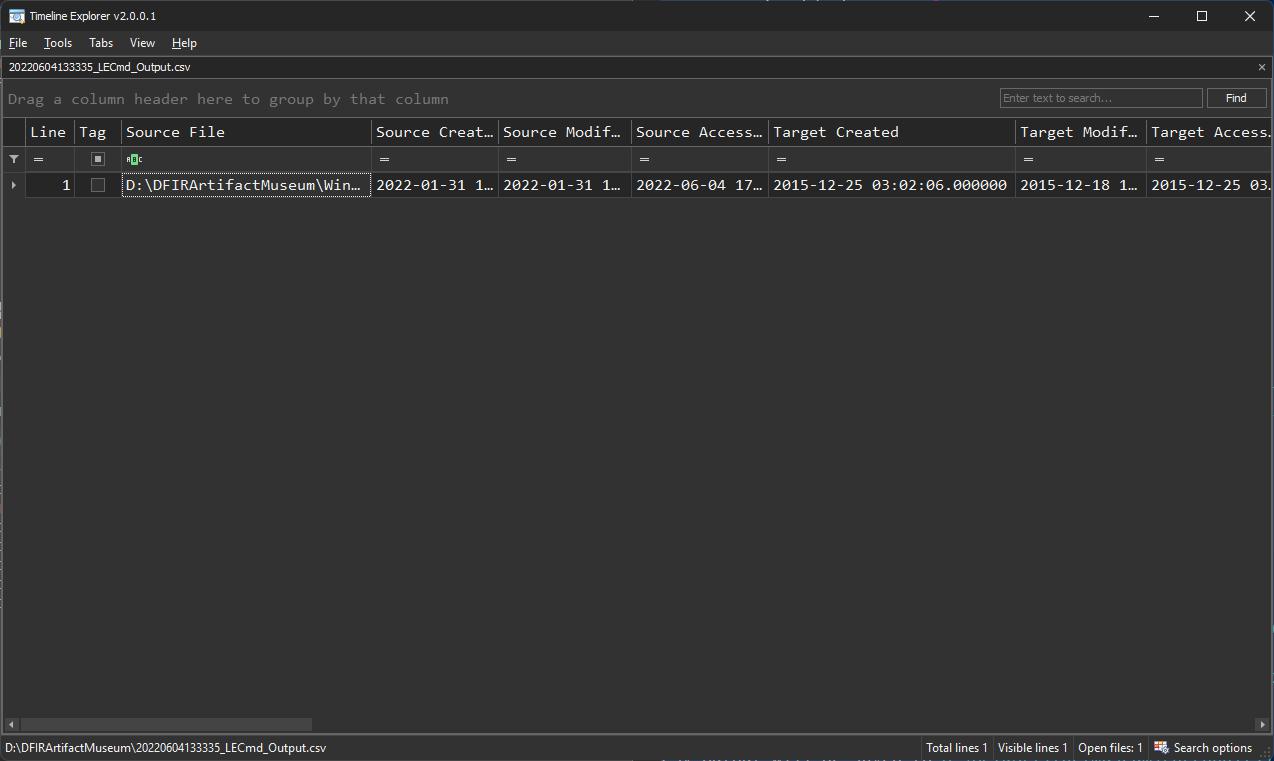 Timeline Explorer v2.0.0.1
File Tools Tabs View Help
20220604133335_LECmd_Output.csv
Drag a column header here to group by that column
Enter text to search... Find
Line Tag Source File Source Creat… Source Modif… Source Access… Target Created Target Modif… Target Access…
= = = = = = =
1 D:\DFIRArtifactMuseum\Win… 2022-01-31 1… 2022-01-31 1… 2022-06-04 17… 2015-12-25 03:02:06.000000 2015-12-18 1… 2015-12-25 03…
D:\DFIRArtifactMuseum\20220604133335_LECmd_Output.csv Total lines 1 Visible lines 1 Open files: 1 Search options